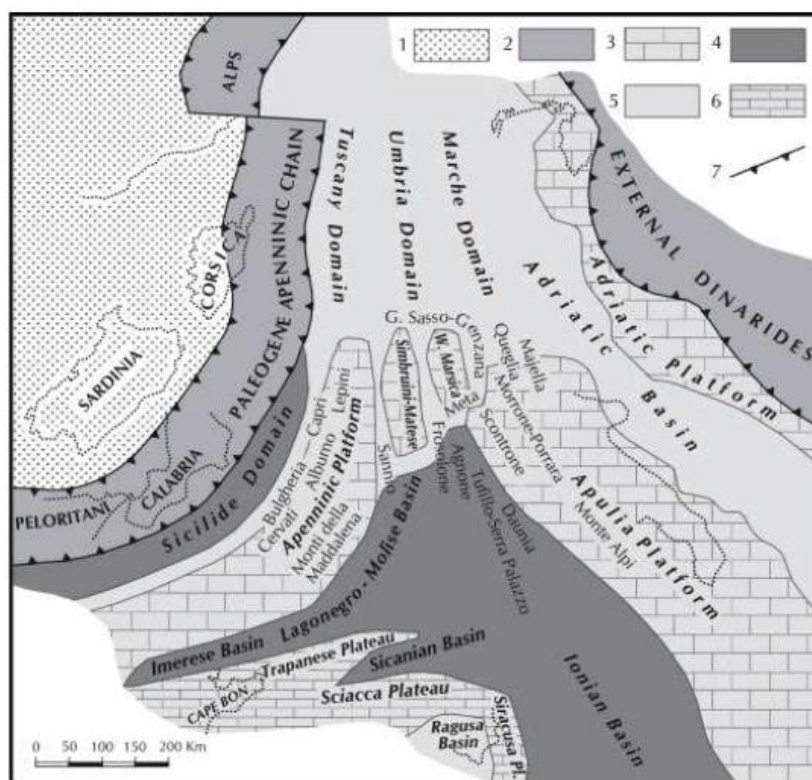 1
2
3
4
5
6
7
ALPS
Tuscany Domain
Umbria Domain
Marche Domain
EXTERNAL DINARIDES
PALEOGENE APENNINIC CHAIN
CORSICA
SARDINIA
CALABRIA
PELORITANI
Sicilide Domain
Adriatic Platform
Adriatic Basin
G. Sasso-Genzana
Simbruini-Matese
W. Marsica
Meta
Queglia
Majella
Morrone-Porrara
Scontrone
Lepini
Capri
Alburno
Bulgheria
Cervati
Apenninic Platform
Monti della
Maddalena
Sannio
Frosolone
Agnone
Tufillo-Serra Palazzo
Daunia
Monte Alpi
Apulia Platform
Lagonegro-Molise Basin
Imerese Basin
Trapanese Plateau
Sicanian Basin
CAPE BON
Sciacca Plateau
Ragusa
Basin
Siracusa Pl.
Ionian Basin
0 50 100 150 200 Km